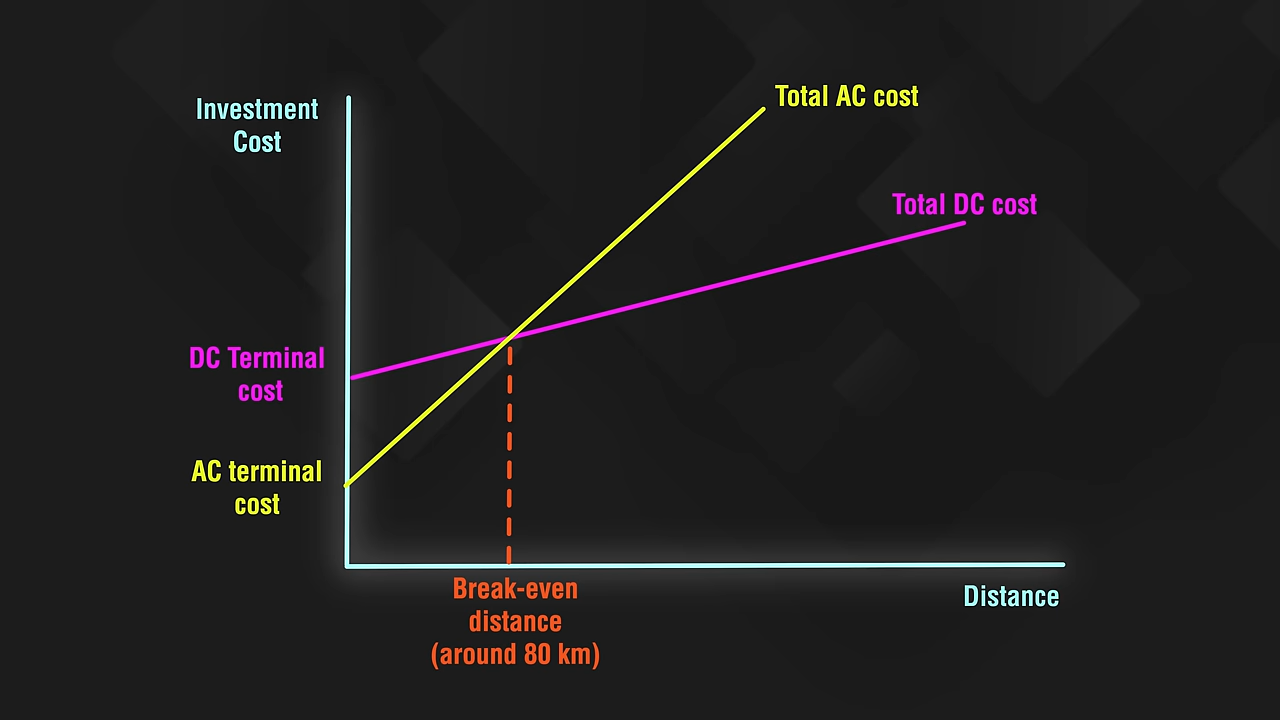 Investment
Cost
Total AC cost
Total DC cost
DC Terminal
cost
AC terminal
cost
Break-even
distance
(around 80 km)
Distance